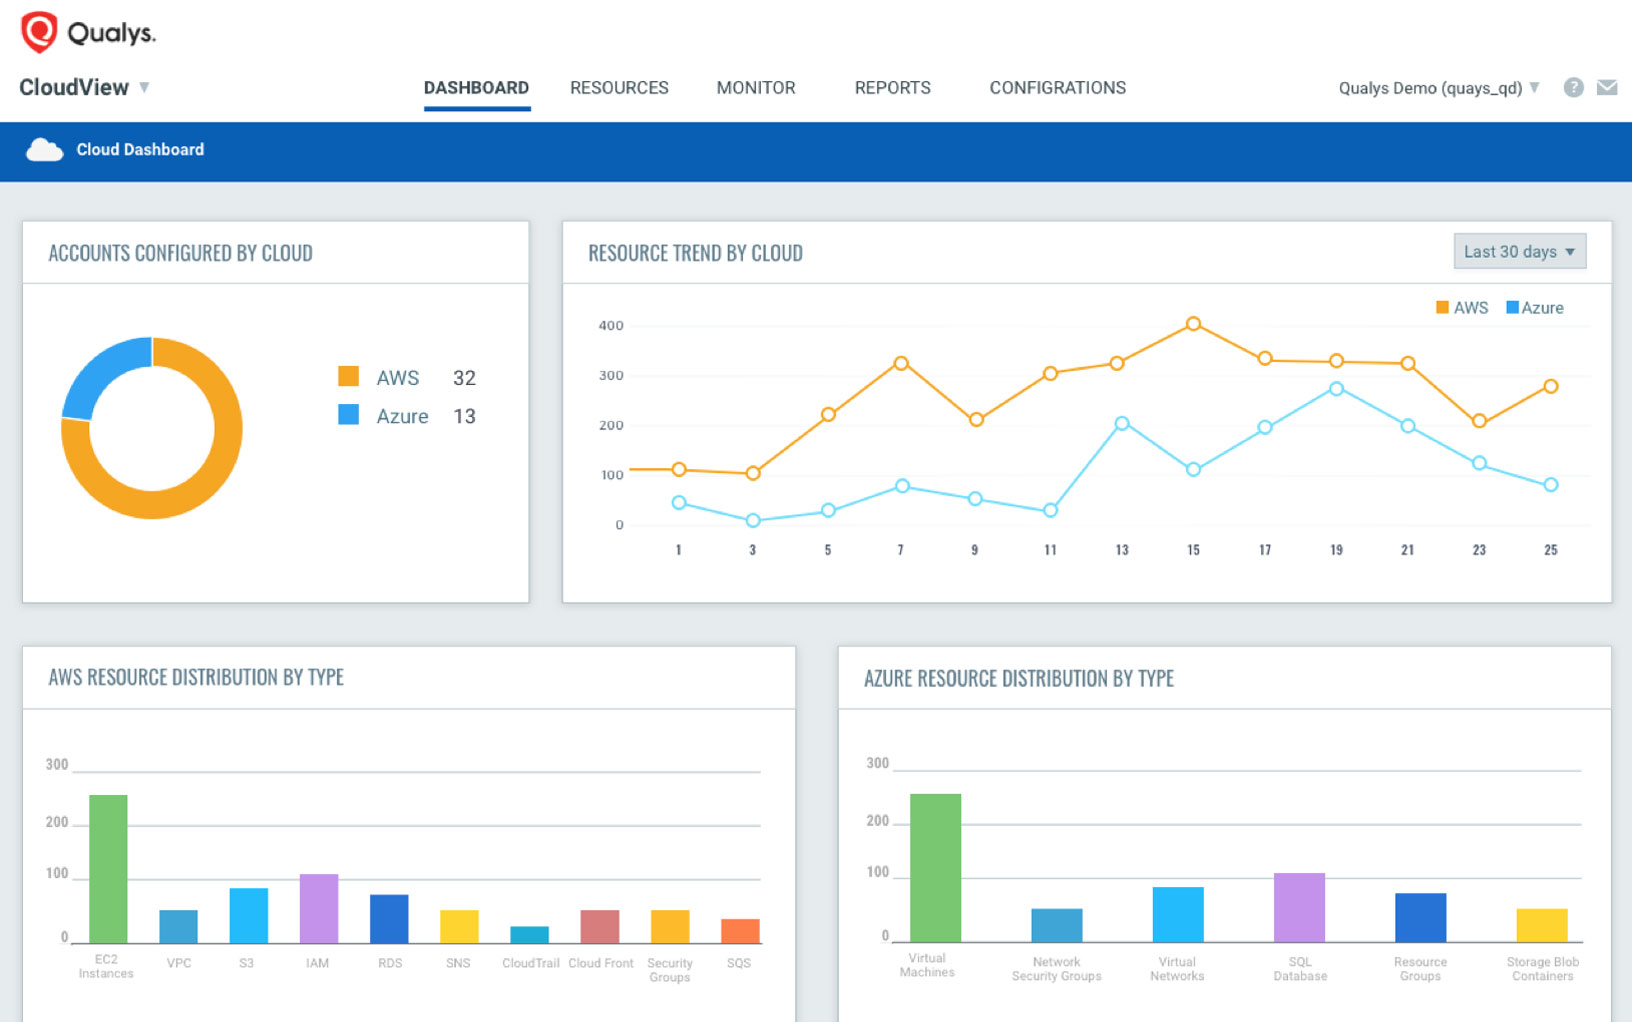 Qualys.
CloudView
DASHBOARD RESOURCES MONITOR REPORTS CONFIGRATIONS
Qualys Demo (quays_qd)
?
Cloud Dashboard
ACCOUNTS CONFIGURED BY CLOUD
AWS 32
Azure 13
RESOURCE TREND BY CLOUD
Last 30 days
AWS Azure
400
300
200
100
0
1 3 5 7 9 11 13 15 17 19 21 23 25
AWS RESOURCE DISTRIBUTION BY TYPE
300
200
100
0
EC2 Instances
VPC
S3
IAM
RDS
SNS
CloudTrail
Cloud Front
Security Groups
SQS
AZURE RESOURCE DISTRIBUTION BY TYPE
300
200
100
0
Virtual Machines
Network Security Groups
Virtual Networks
SQL Database
Resource Groups
Storage Blob Containers